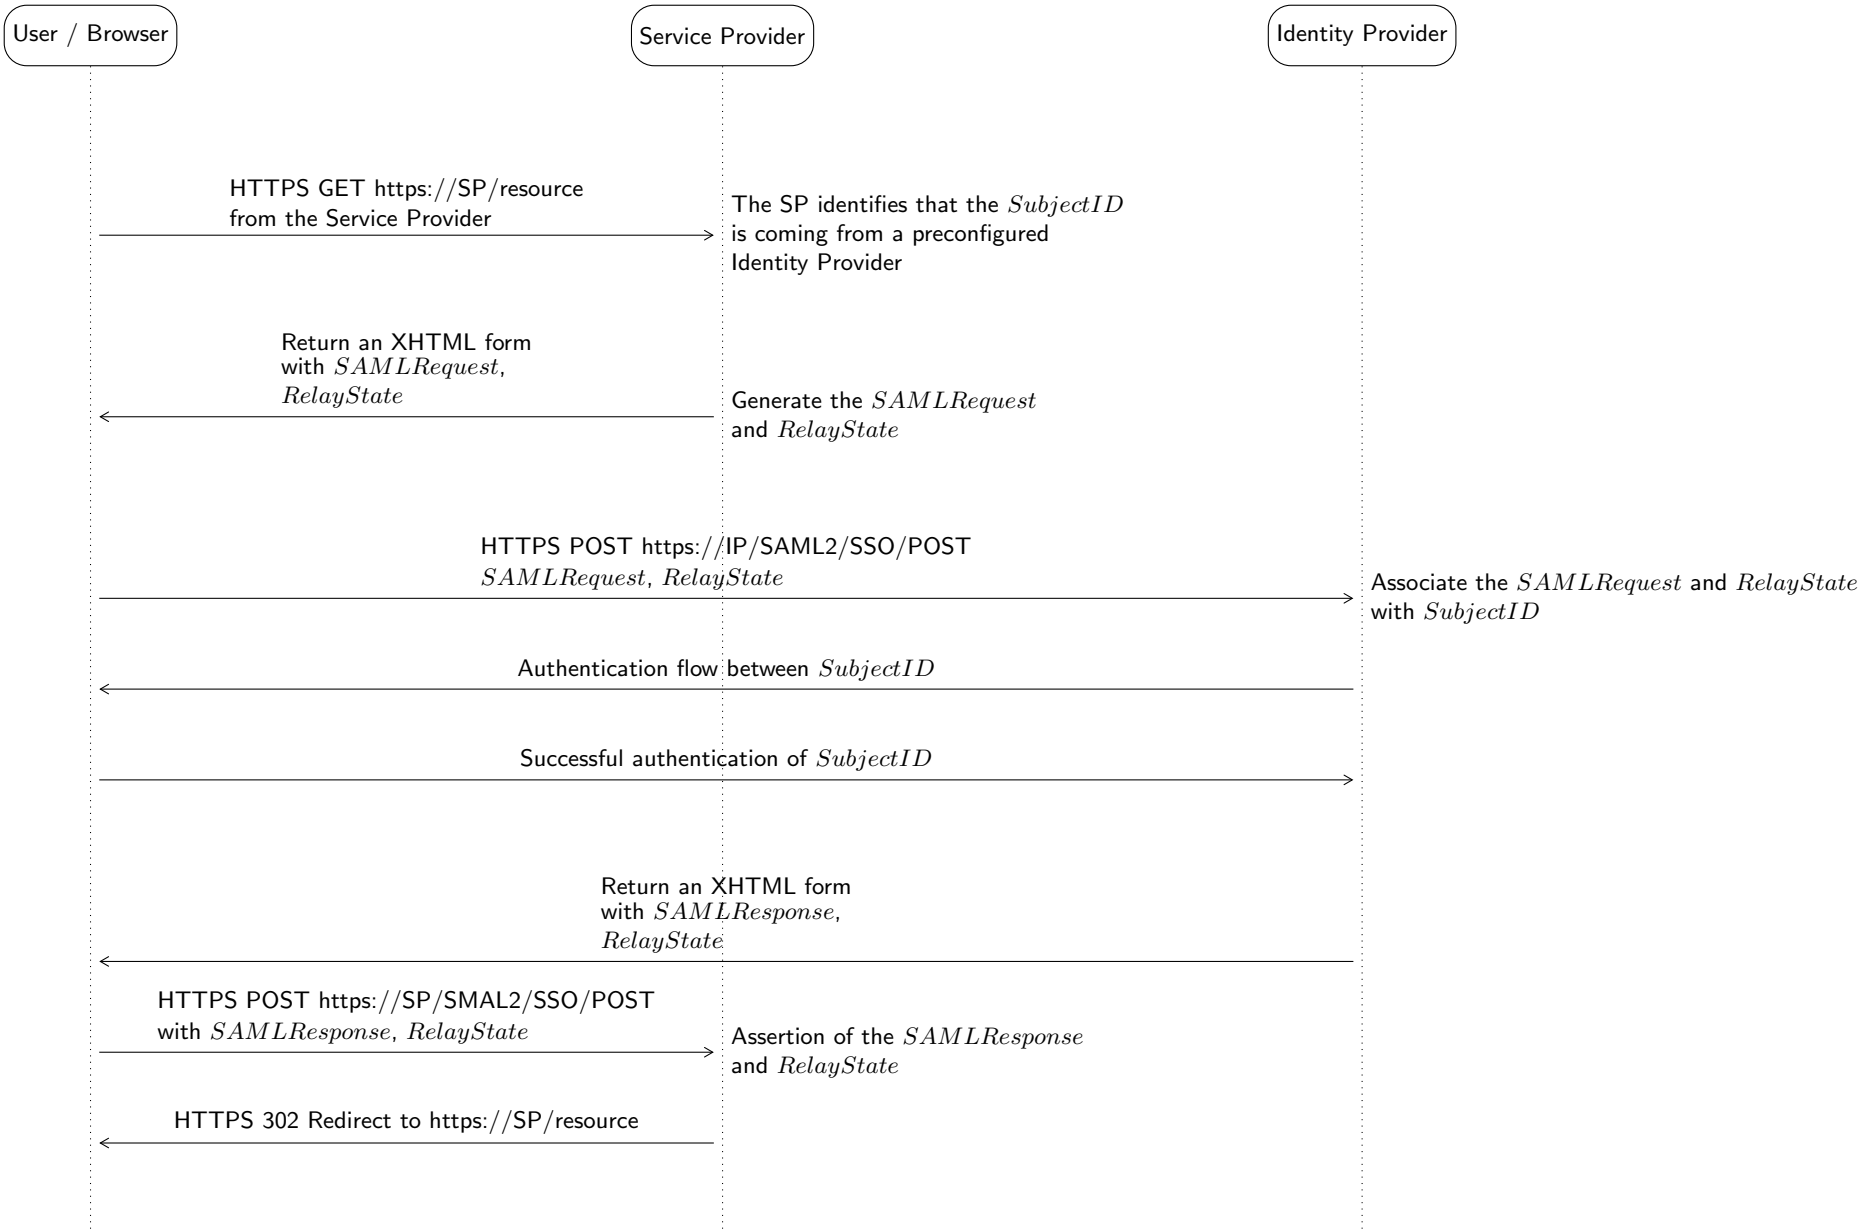 User / Browser
Service Provider
Identity Provider
HTTPS GET https://SP/resource
from the Service Provider
The SP identifies that the SubjectID
is coming from a preconfigured
Identity Provider
Return an XHTML form
with SAMLRequest,
RelayState
Generate the SAMLRequest
and RelayState
HTTPS POST https://IP/SAML2/SSO/POST
SAMLRequest, RelayState
Associate the SAMLRequest and RelayState
with SubjectID
Authentication flow between SubjectID
Successful authentication of SubjectID
Return an XHTML form
with SAMLResponse,
RelayState
HTTPS POST https://SP/SMAL2/SSO/POST
with SAMLResponse, RelayState
Assertion of the SAMLResponse
and RelayState
HTTPS 302 Redirect to https://SP/resource